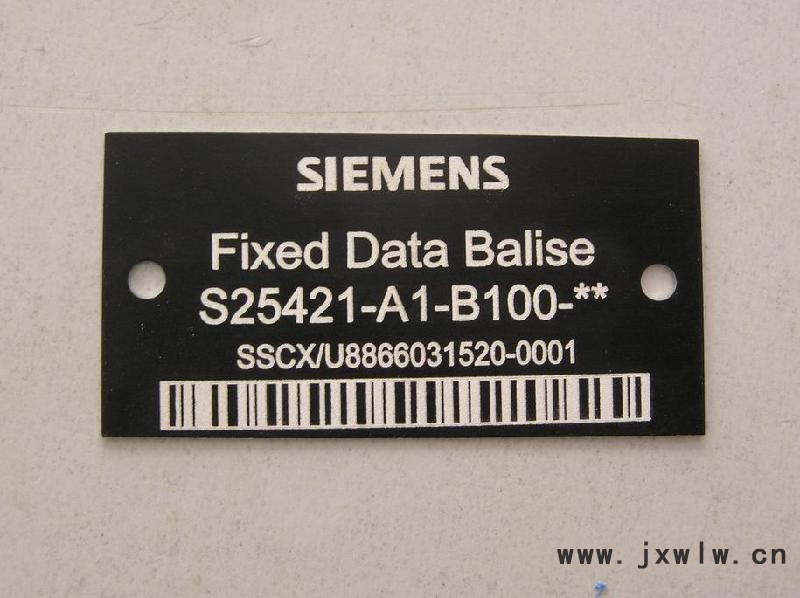 SIEMENS
Fixed Data Balise
S25421-A1-B100-**
SSCX/U8866031520-0001
www.jxwlw.cn